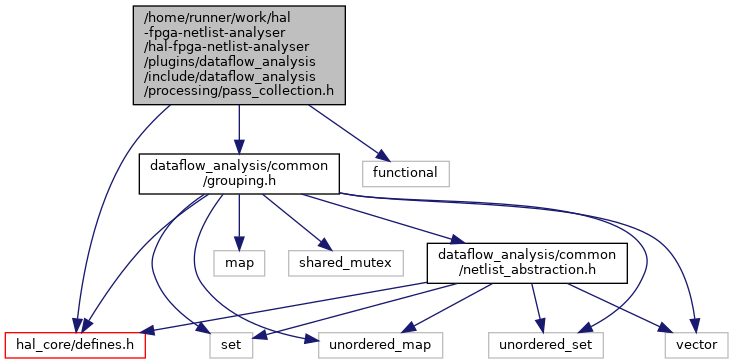 /home/runner/work/hal
-fpga-netlist-analyser
/hal-fpga-netlist-analyser
/plugins/dataflow_analysis
/include/dataflow_analysis
/processing/pass_collection.h
dataflow_analysis/common
/grouping.h
functional
map
shared_mutex
dataflow_analysis/common
/netlist_abstraction.h
hal_core/defines.h
set
unordered_map
unordered_set
vector